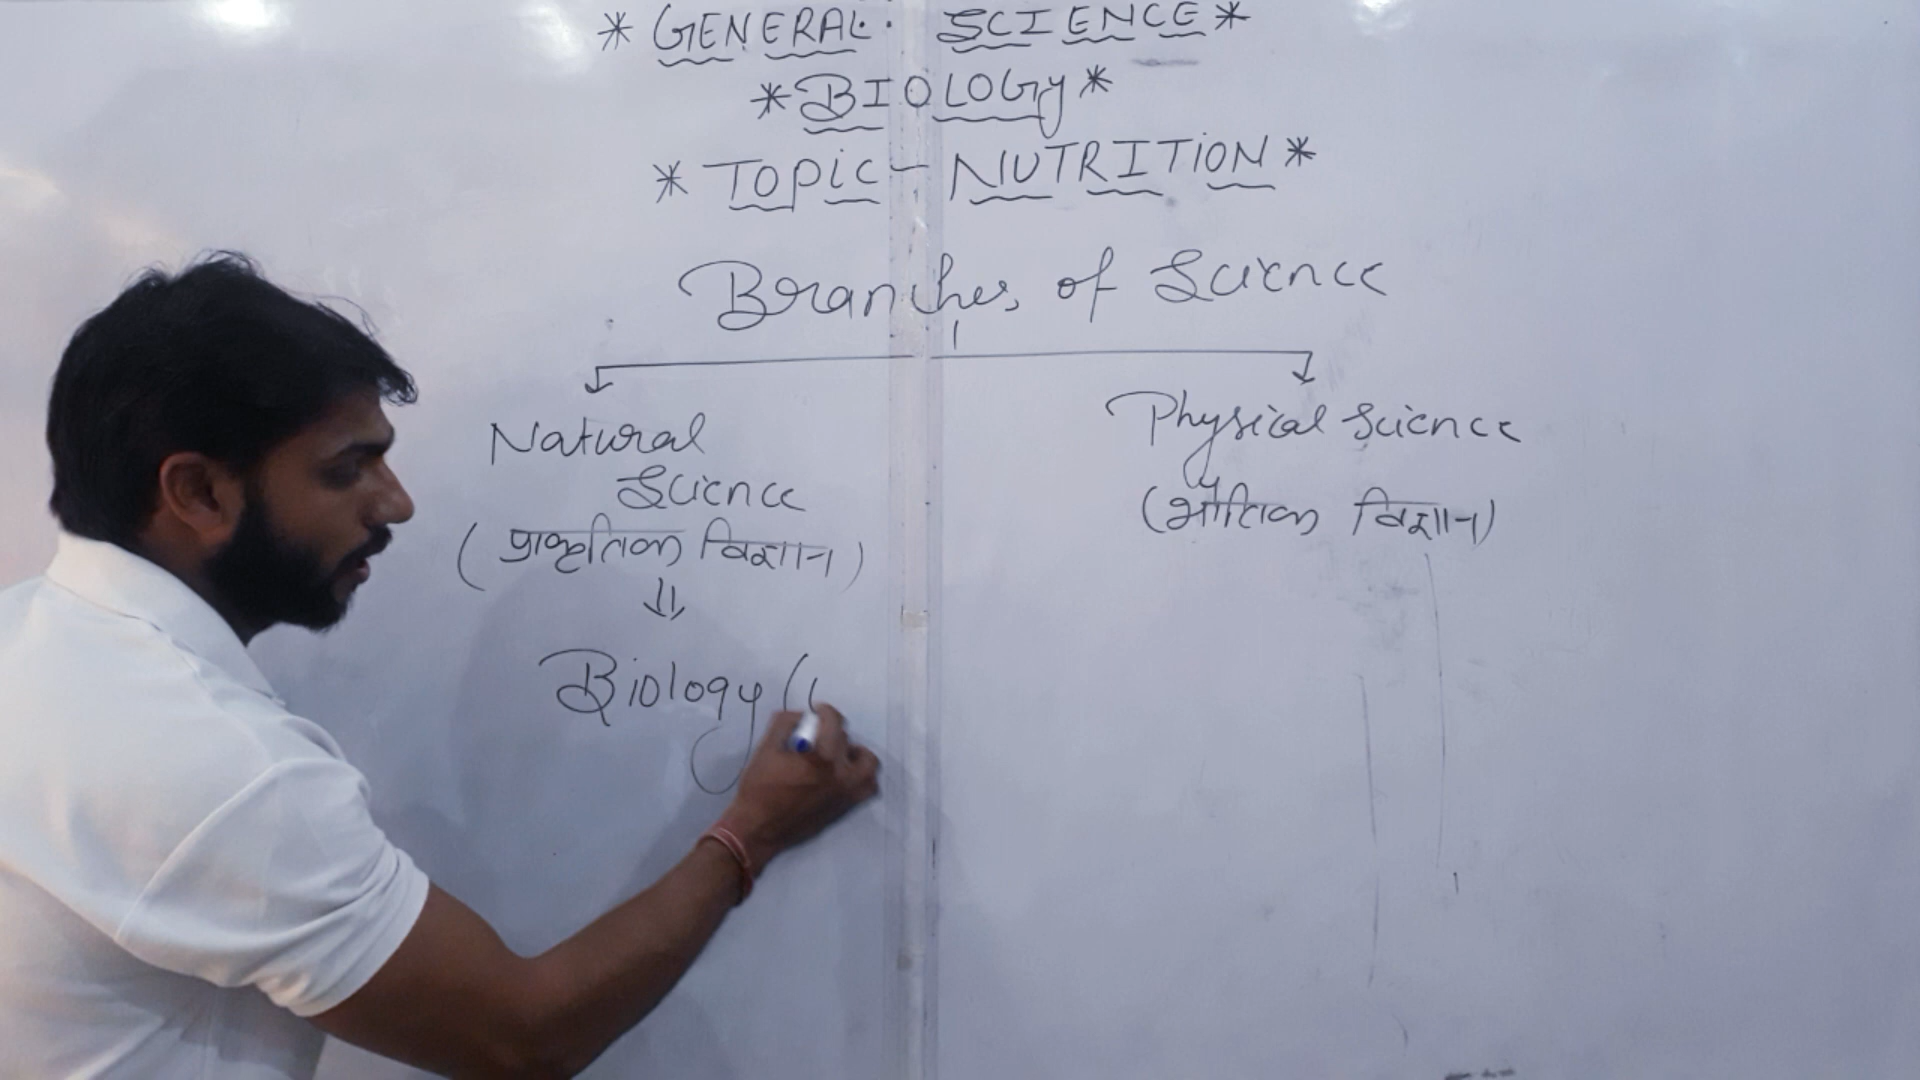 * GENERAL SCIENCE *
* BIOLOGY *
* TOPIC - NUTRITION *
Branches of Science
Natural Science
(प्राकृतिक विज्ञान)
Physical Science
(भौतिक विज्ञान)
Biology (